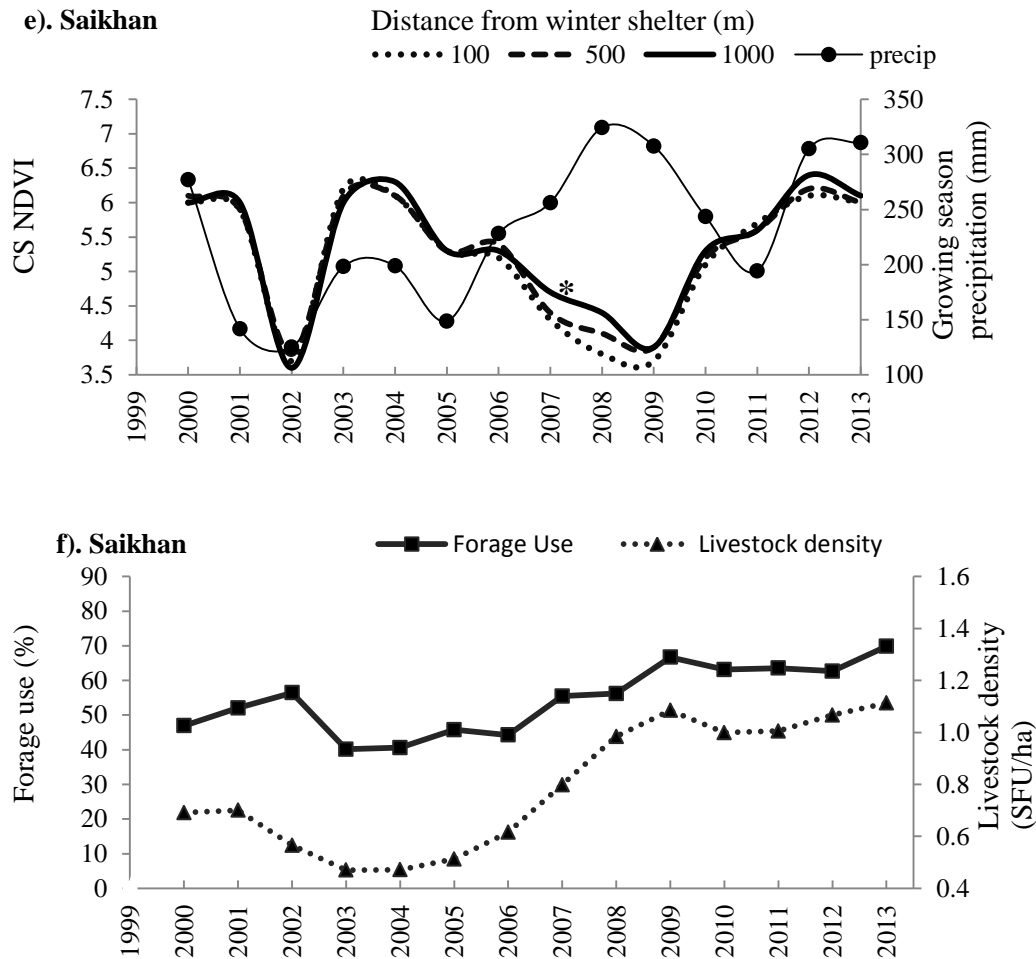 e). Saikhan
Distance from winter shelter (m)
100 500 1000 precip
CS NDVI
7.5
7
6.5
6
5.5
5
4.5
4
3.5
*
350
300
250
200
150
100
Growing season
precipitation (mm)
1999 2000 2001 2002 2003 2004 2005 2006 2007 2008 2009 2010 2011 2012 2013
f). Saikhan
Forage Use Livestock density
Forage use (%)
90
80
70
60
50
40
30
20
10
0
1.6
1.4
1.2
1.0
0.8
0.6
0.4
Livestock density
(SFU/ha)
1999 2000 2001 2002 2003 2004 2005 2006 2007 2008 2009 2010 2011 2012 2013